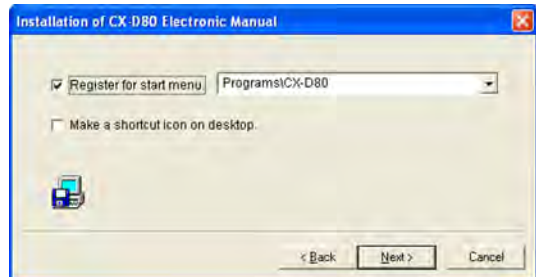 Installation of CX-D80 Electronic Manual
Register for start menu Programs\CX-D80
Make a shortcut icon on desktop.
< Back Next > Cancel